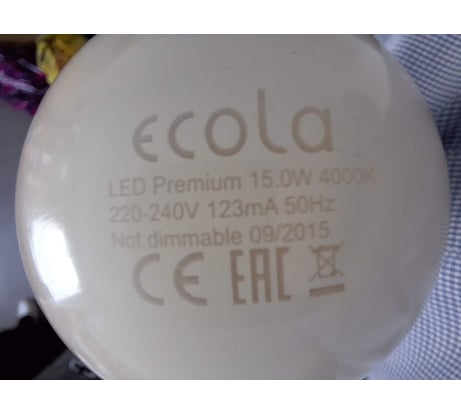 ecola
LED Premium 15.0W 4000K
220-240V 123mA 50Hz
Not dimmable 09/2015
CE EAC